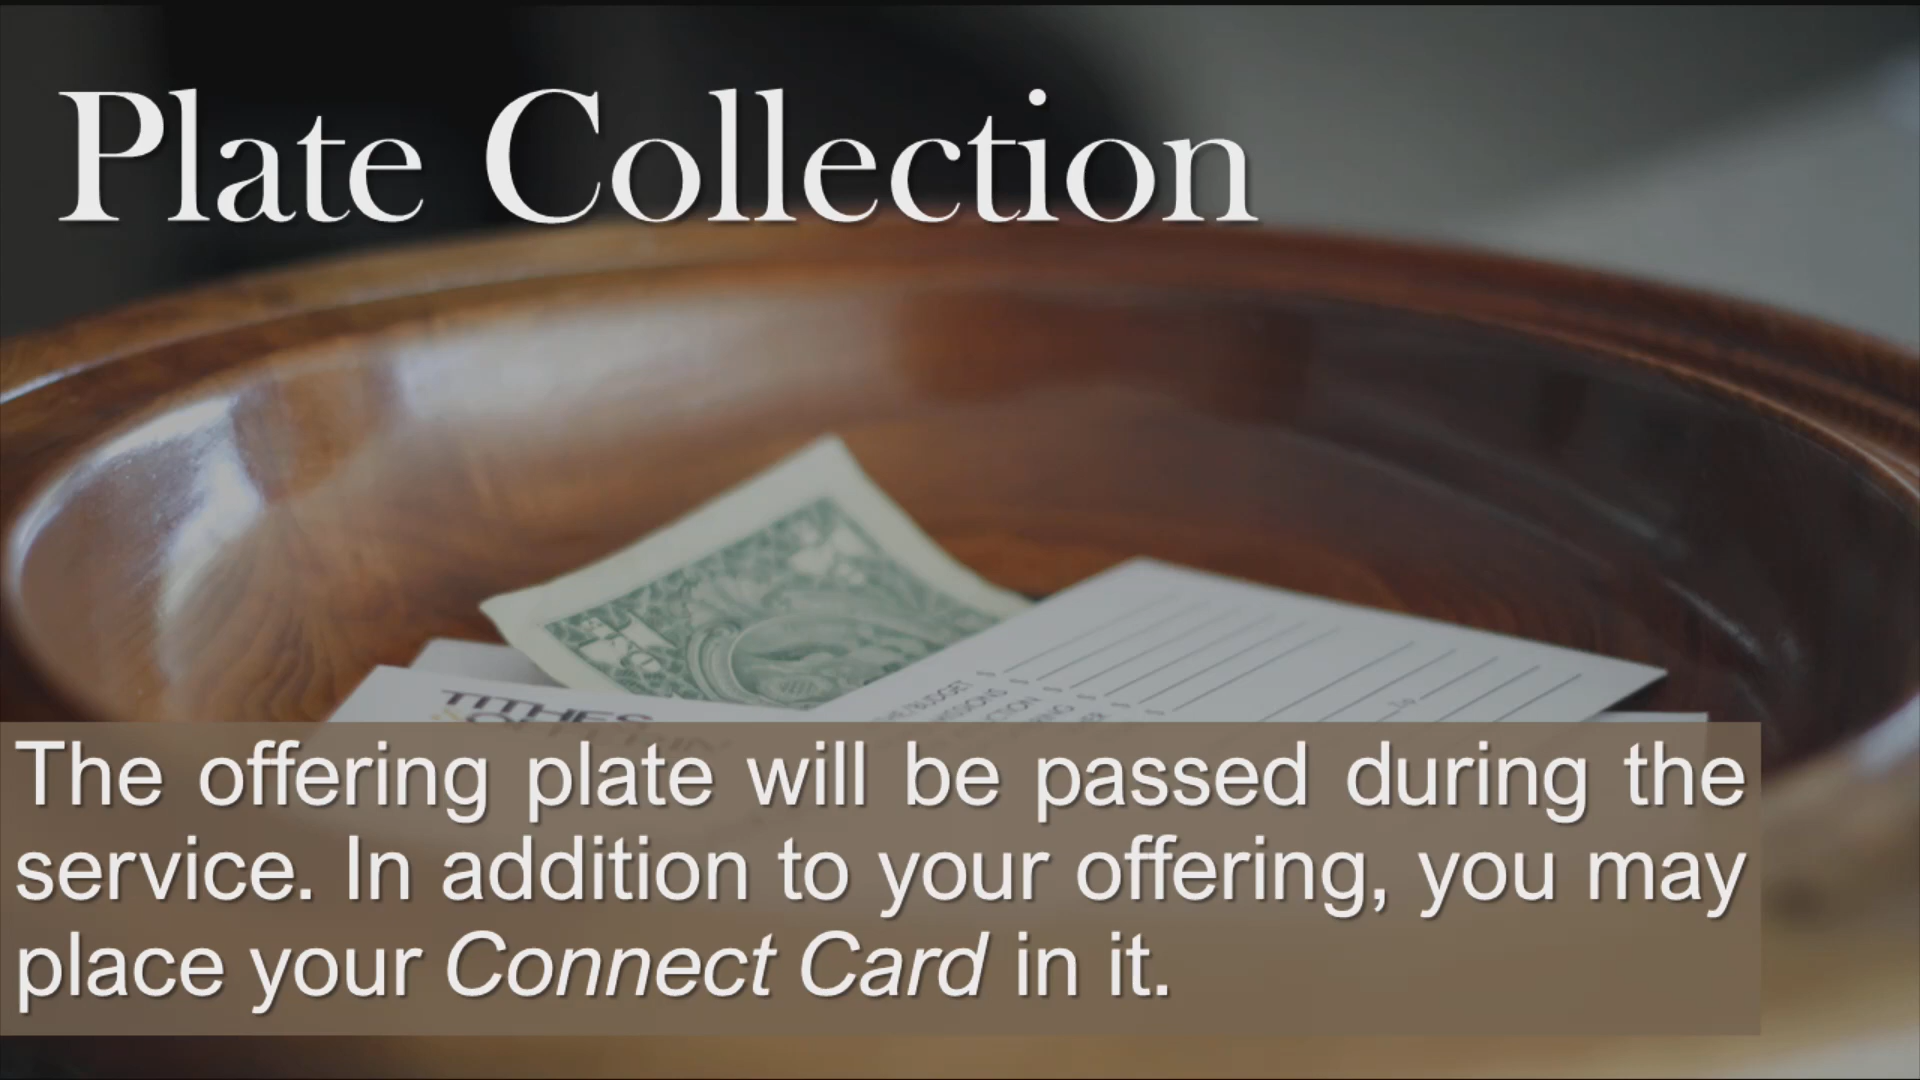 Plate Collection
TITHES
The offering plate will be passed during the
service. In addition to your offering, you may
place your Connect Card in it.